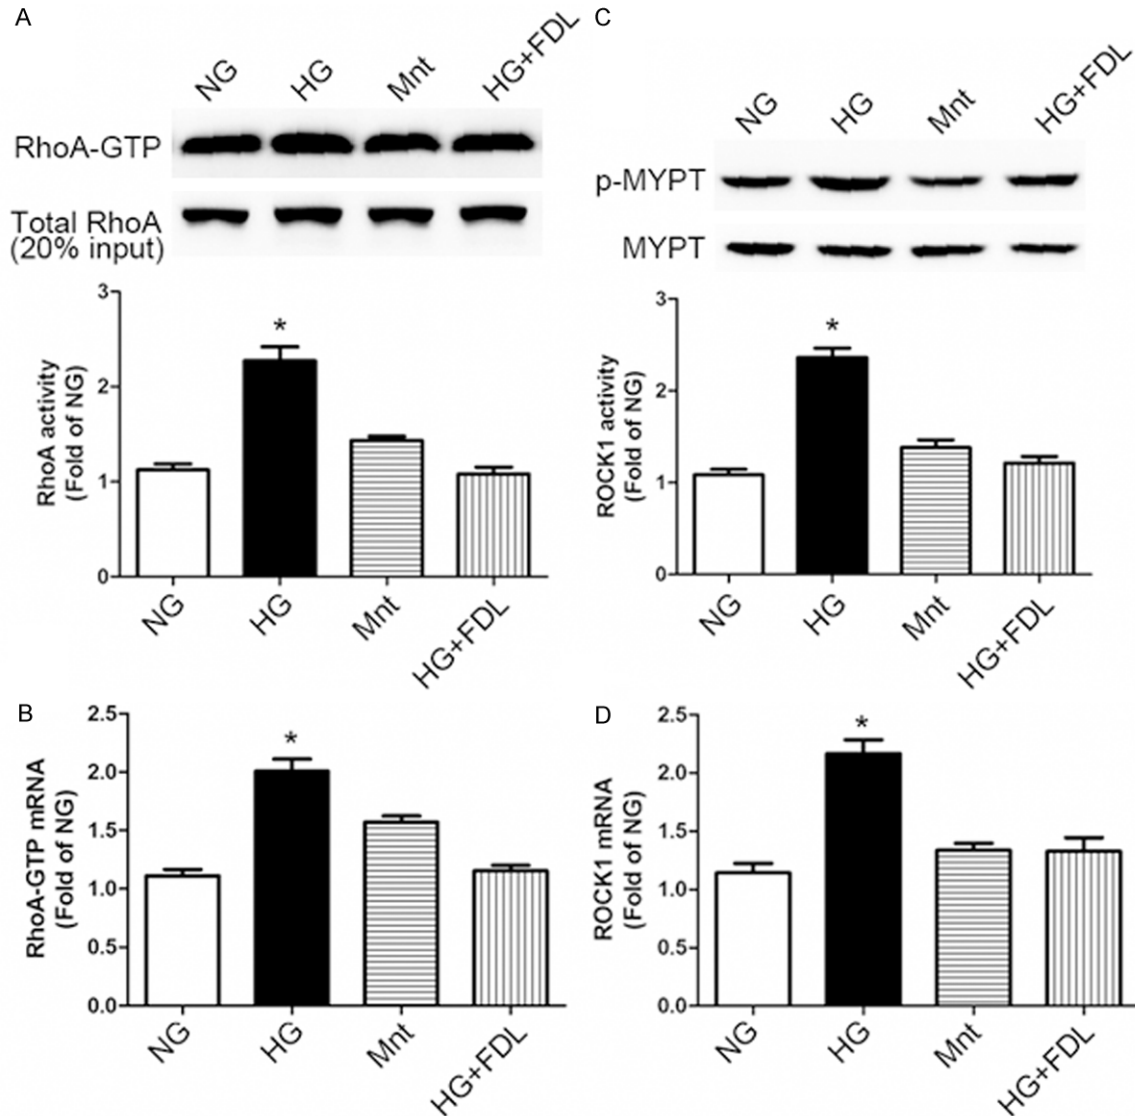 A
NG HG Mnt HG+FDL
RhoA-GTP
Total RhoA
(20% input)
RhoA activity
(Fold of NG)
3
2
1
0
*
NG HG Mnt HG+FDL
C
NG HG Mnt HG+FDL
p-MYPT
MYPT
ROCK1 activity
(Fold of NG)
3
2
1
0
*
NG HG Mnt HG+FDL
B
RhoA-GTP mRNA
(Fold of NG)
2.5
2.0
1.5
1.0
0.5
0.0
*
NG HG Mnt HG+FDL
D
ROCK1 mRNA
(Fold of NG)
2.5
2.0
1.5
1.0
0.5
0.0
*
NG HG Mnt HG+FDL